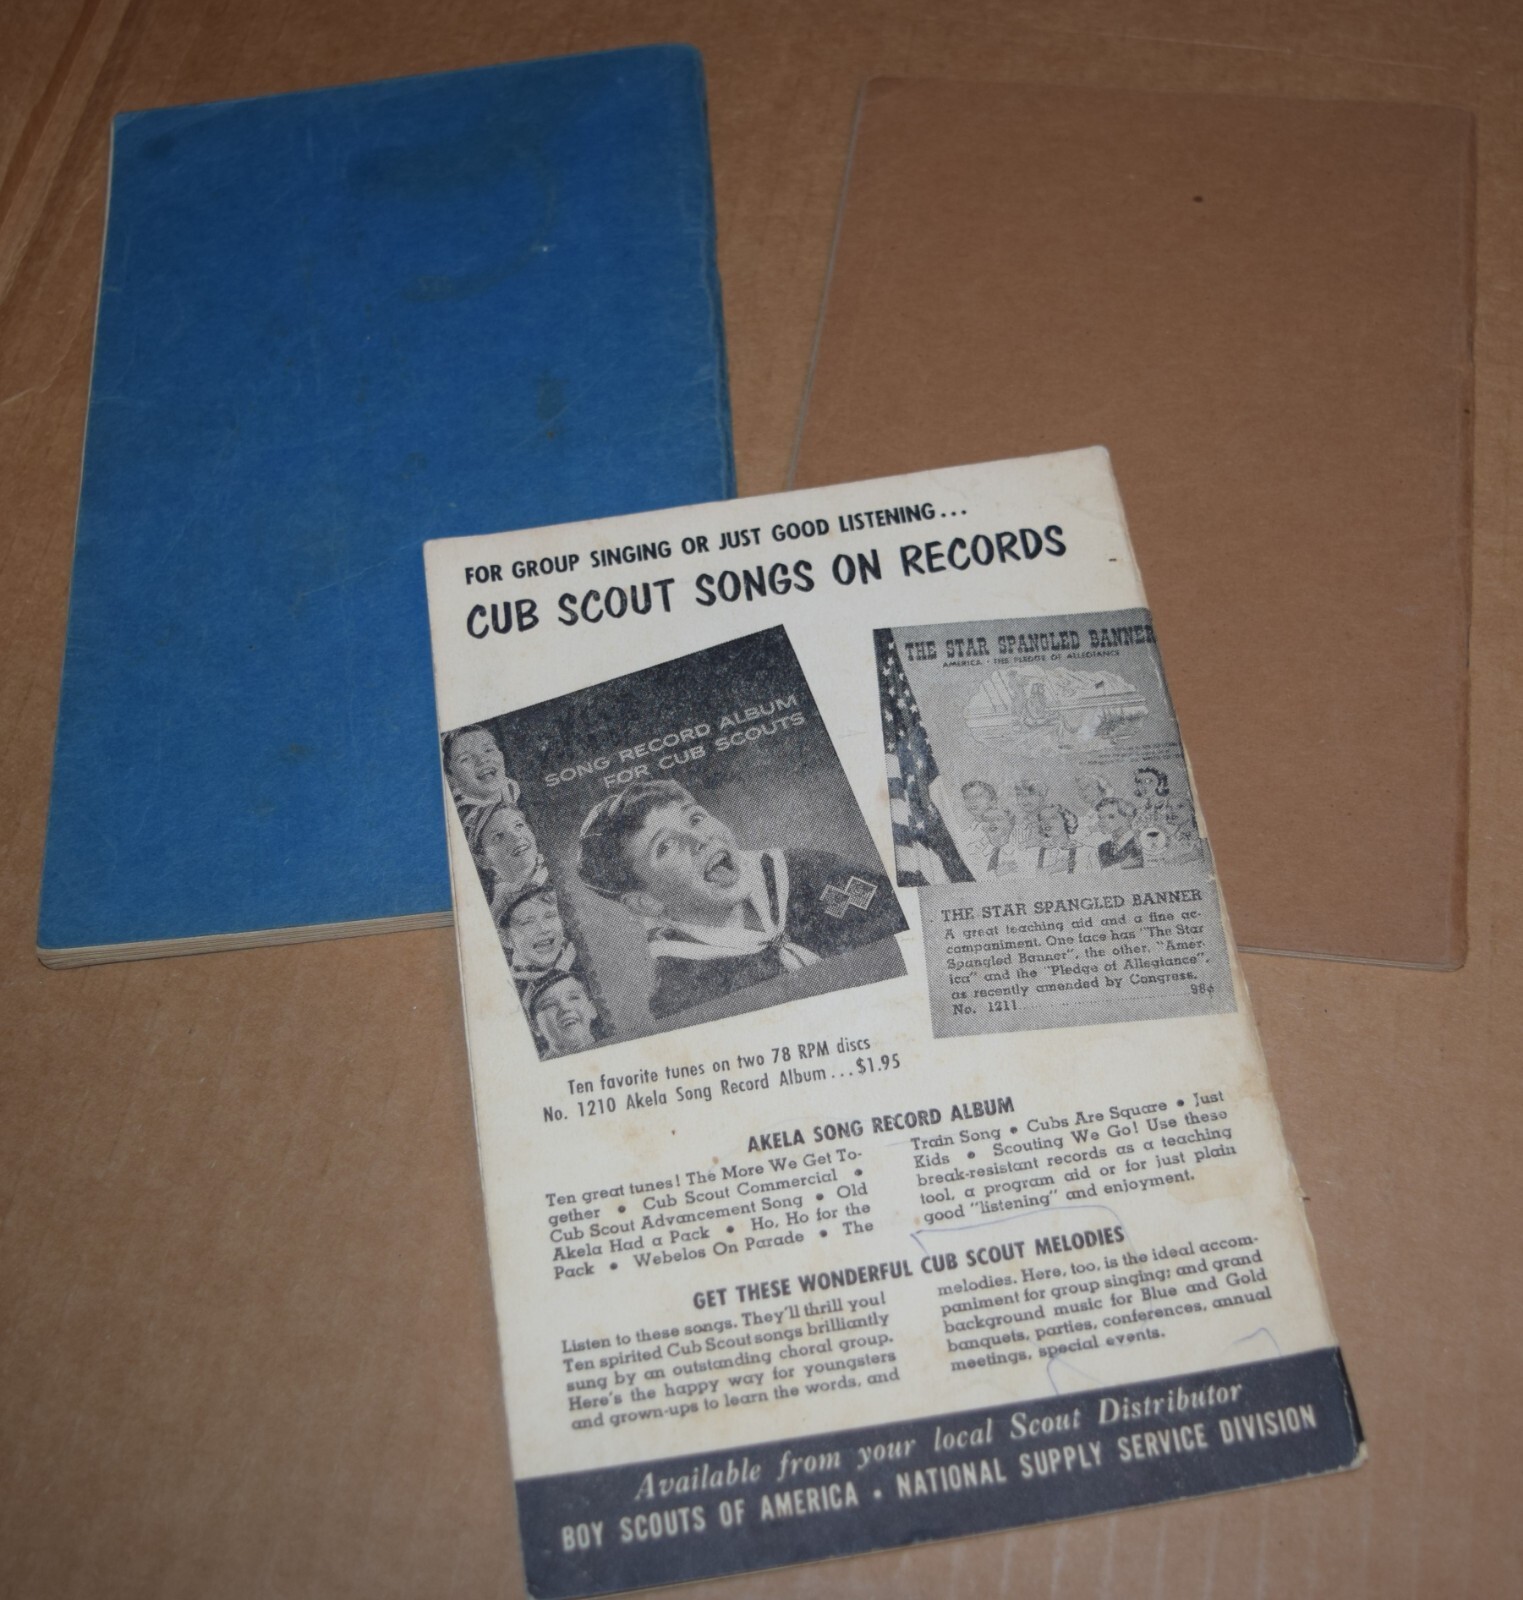 FOR GROUP SINGING OR JUST GOOD LISTENING...
CUB SCOUT SONGS ON RECORDS
SONG RECORD ALBUM
FOR CUB SCOUTS
THE STAR SPANGLED BANNER
AMERICA • THE PLEDGE OF ALLEGIANCE
THE STAR SPANGLED BANNER
A great teaching aid and a fine ac-
companiment. One face has "The Star
Spangled Banner", the other, "Amer-
ica" and the "Pledge of Allegiance",
as recently amended by Congress.
No. 1211.................................98¢
Ten favorite tunes on two 78 RPM discs
No. 1210 Akela Song Record Album...$1.95
AKELA SONG RECORD ALBUM
Ten great tunes! The More We Get To-
gether • Cub Scout Commercial •
Cub Scout Advancement Song • Old
Akela Had a Pack • Ho, Ho for the
Pack • Webelos On Parade • The
Train Song • Cubs Are Square • Just
Kids • Scouting We Go! Use these
break-resistant records as a teaching
tool, a program aid or for just plain
good "listening" and enjoyment.
GET THESE WONDERFUL CUB SCOUT MELODIES
Listen to these songs. They'll thrill you!
Ten spirited Cub Scout songs brilliantly
sung by an outstanding choral group.
Here's the happy way for youngsters
and grown-ups to learn the words, and
melodies. Here, too, is the ideal accom-
paniment for group singing; and grand
background music for Blue and Gold
banquets, parties, conferences, annual
meetings, special events.
Available from your local Scout Distributor
BOY SCOUTS OF AMERICA • NATIONAL SUPPLY SERVICE DIVISION